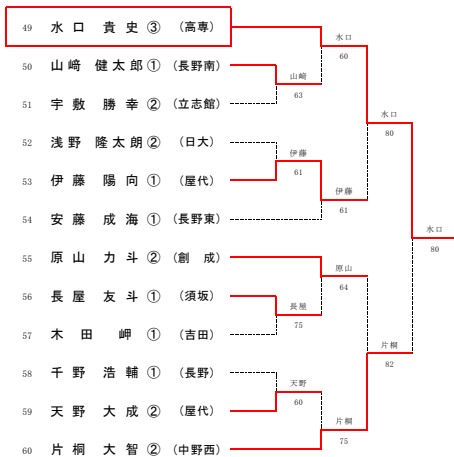 49 水口 貴史 ③ (高専)
水口
60
50 山﨑 健太郎 ① (長野南)
山﨑
63
51 宇敷 勝幸 ② (立志館)
水口
80
52 浅野 隆太朗 ② (日大)
伊藤
61
53 伊藤 陽向 ① (屋代)
伊藤
61
54 安藤 成海 ① (長野東)
水口
80
55 原山 力斗 ② (創成)
原山
64
56 長屋 友斗 ① (須坂)
長屋
75
57 木田 岬 ① (吉田)
片桐
82
58 千野 浩輔 ① (長野)
天野
60
59 天野 大成 ② (屋代)
片桐
75
60 片桐 大智 ② (中野西)